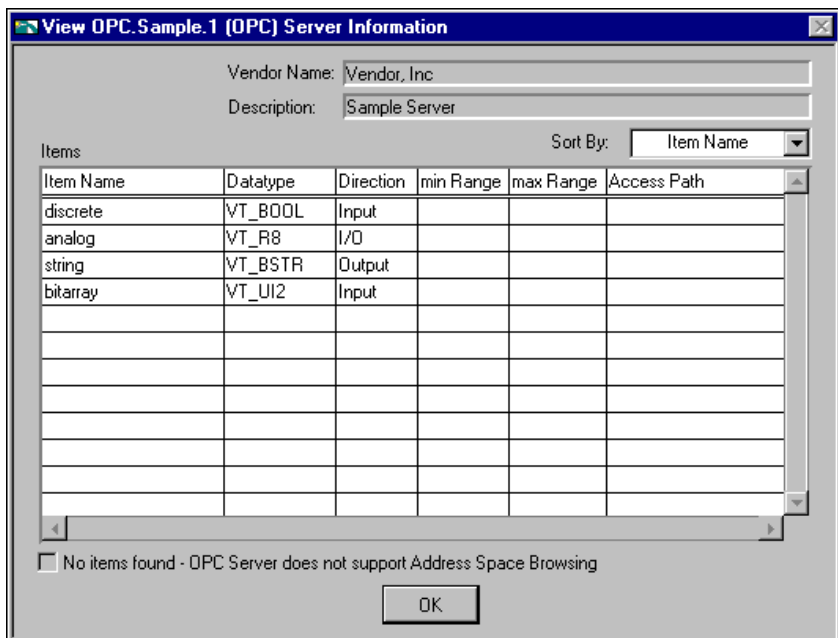 View OPC.Sample.1 (OPC) Server Information
Vendor Name: Vendor, Inc
Description: Sample Server
Sort By: Item Name
Items
Item Name Datatype Direction min Range max Range Access Path
discrete VT_BOOL Input
analog VT_R8 I/O
string VT_BSTR Output
bitarray VT_UI2 Input
No items found - OPC Server does not support Address Space Browsing
OK